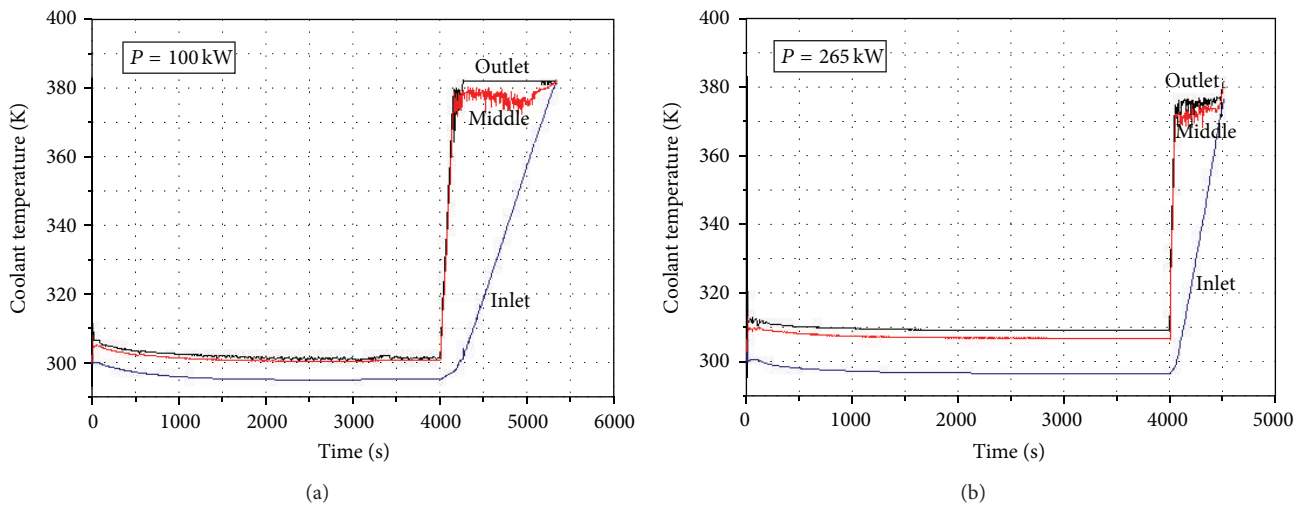 400
380
360
340
320
300
Coolant temperature (K)
P = 100 kW
Outlet
Middle
Inlet
0 1000 2000 3000 4000 5000 6000
Time (s)
(a)
400
380
360
340
320
300
Coolant temperature (K)
P = 265 kW
Outlet
Middle
Inlet
0 1000 2000 3000 4000 5000
Time (s)
(b)